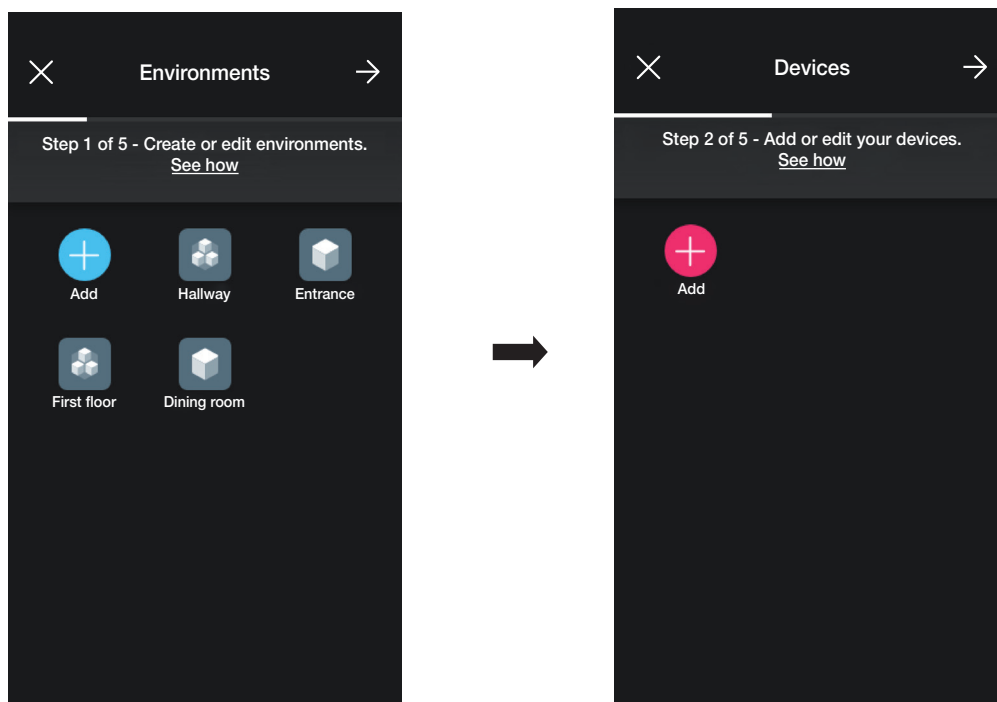 Environments
Step 1 of 5 - Create or edit environments.
See how
Add
Hallway
Entrance
First floor
Dining room
Devices
Step 2 of 5 - Add or edit your devices.
See how
Add